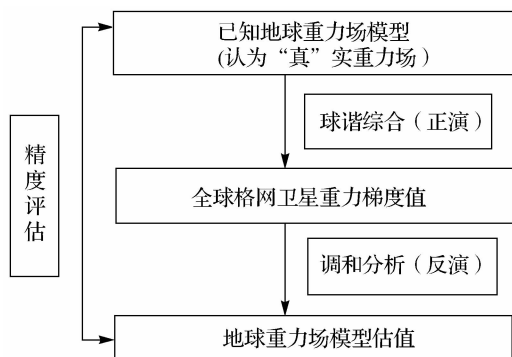 已知地球重力场模型
(认为“真”实重力场)
球谐综合(正演)
全球格网卫星重力梯度值
调和分析(反演)
地球重力场模型估值
精
度
评
估